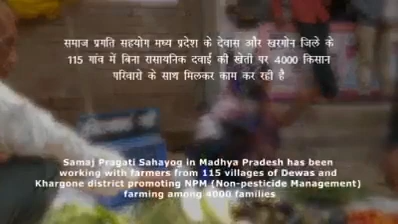 समाज प्रगति सहयोग मध्य प्रदेश के देवास और खरगोन जिले के
115 गांव में बिना रासायनिक दवाई की खेती पर 4000 किसान
परिवारो के साथ मिलकर काम कर रही है
Samaj Pragati Sahayog in Madhya Pradesh has been
working with farmers from 115 villages of Dewas and
Khargone district promoting NPM (Non-pesticide Management)
farming among 4000 families